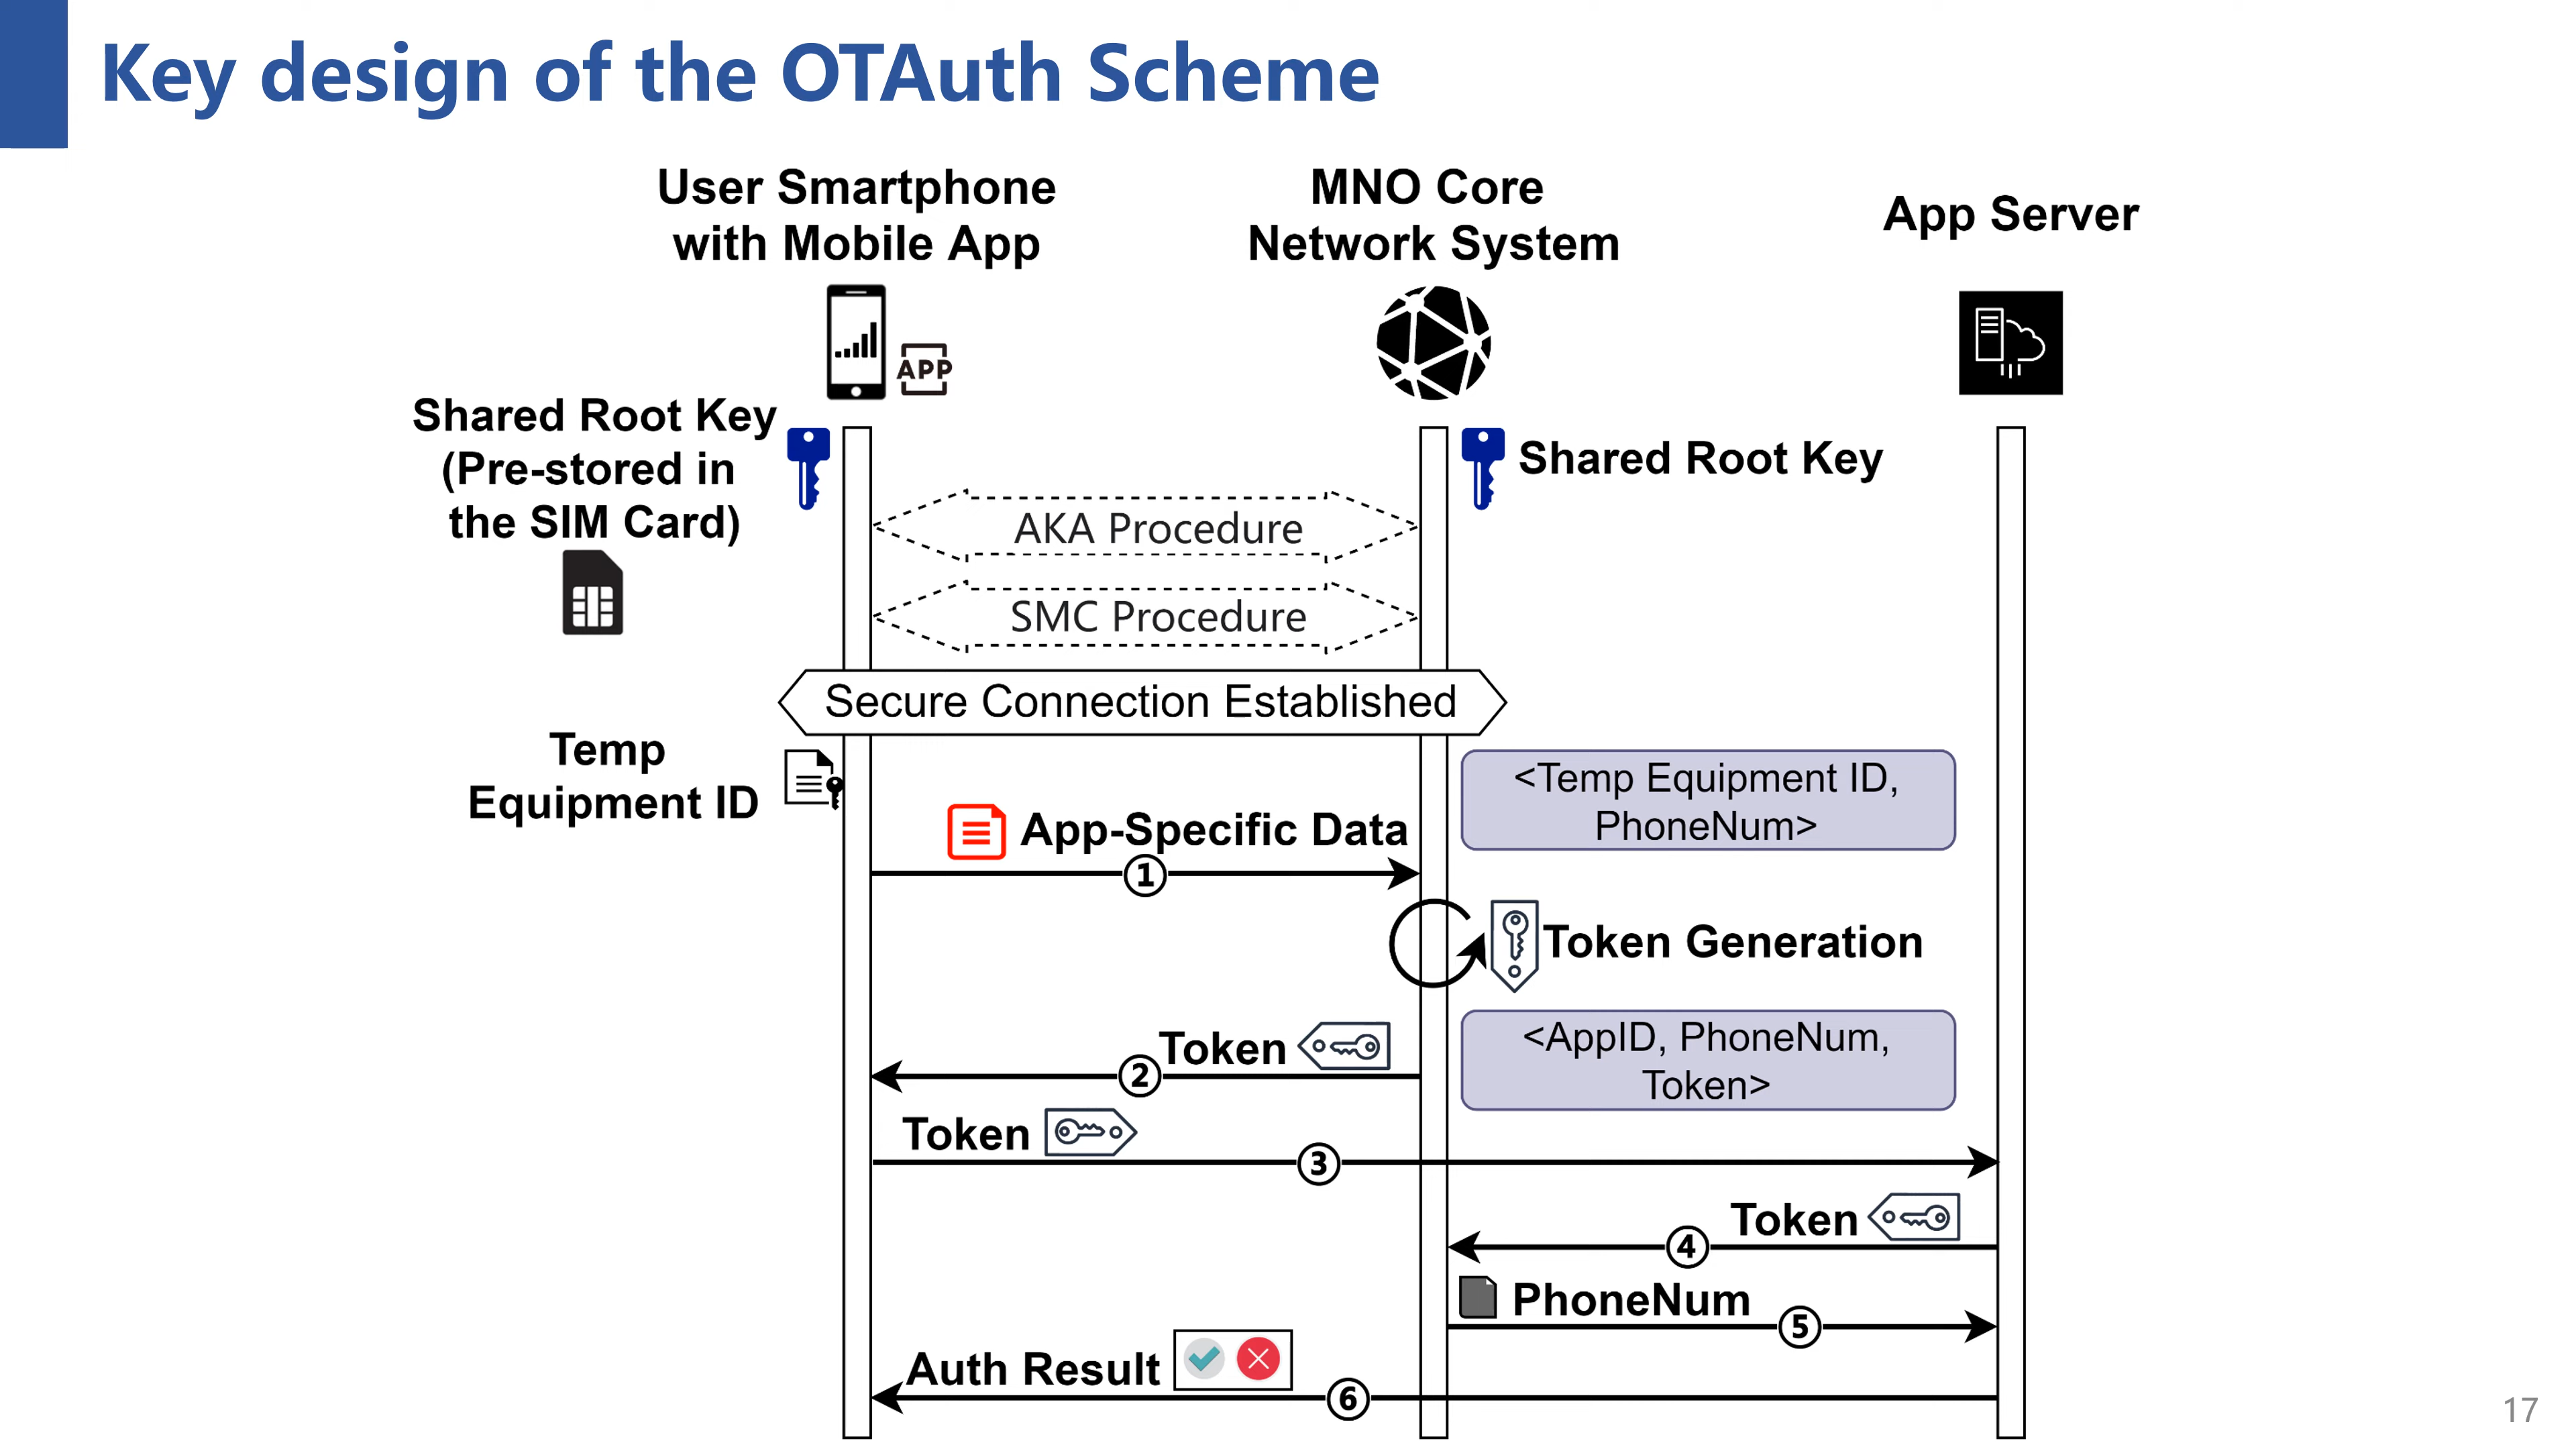 Key design of the OTAuth Scheme
User Smartphone
with Mobile App
MNO Core
Network System
App Server
APP
Shared Root Key
(Pre-stored in
the SIM Card)
Shared Root Key
AKA Procedure
SMC Procedure
Secure Connection Established
Temp
Equipment ID
<Temp Equipment ID,
PhoneNum>
App-Specific Data
1
Token Generation
Token
2
<AppID, PhoneNum,
Token>
Token
3
Token
4
PhoneNum
5
Auth Result
6
17